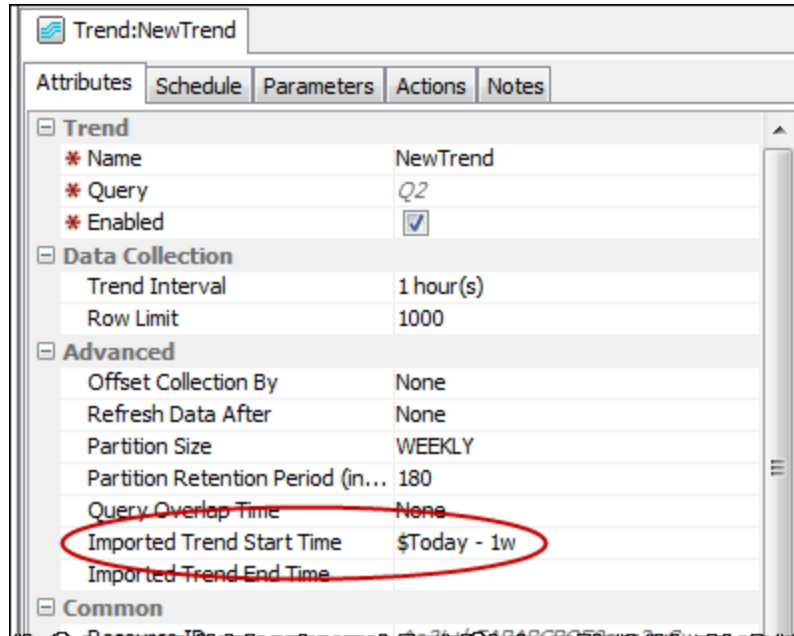 Trend:NewTrend
Attributes Schedule Parameters Actions Notes
Trend
Name NewTrend
Query Q2
Enabled
Data Collection
Trend Interval 1 hour(s)
Row Limit 1000
Advanced
Offset Collection By None
Refresh Data After None
Partition Size WEEKLY
Partition Retention Period (in... 180
Query Overlap Time None
Imported Trend Start Time $Today - 1w
Imported Trend End Time
Common